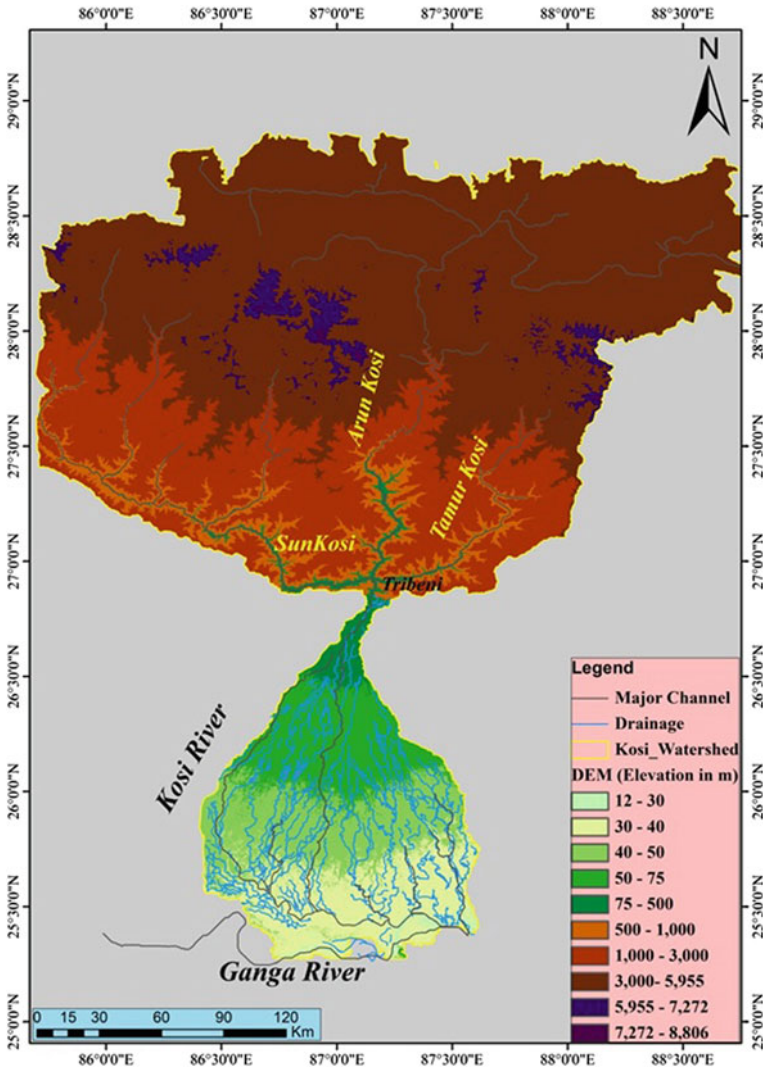 86°0'0"E 86°30'0"E 87°0'0"E 87°30'0"E 88°0'0"E 88°30'0"E
N
29°0'0"N
29°0'0"N
28°30'0"N
28°30'0"N
28°0'0"N
28°0'0"N
27°30'0"N
27°30'0"N
27°0'0"N
27°0'0"N
26°30'0"N
26°30'0"N
26°0'0"N
26°0'0"N
25°30'0"N
25°30'0"N
25°0'0"N
25°0'0"N
Arun Kosi
Tamur Kosi
SunKosi
Tribeni
Kosi River
Ganga River
Legend
Major Channel
Drainage
Kosi_Watershed
DEM (Elevation in m)
12 - 30
30 - 40
40 - 50
50 - 75
75 - 500
500 - 1,000
1,000 - 3,000
3,000- 5,955
5,955 - 7,272
7,272 - 8,806
0 15 30 60 90 120
Km
86°0'0"E 86°30'0"E 87°0'0"E 87°30'0"E 88°0'0"E 88°30'0"E